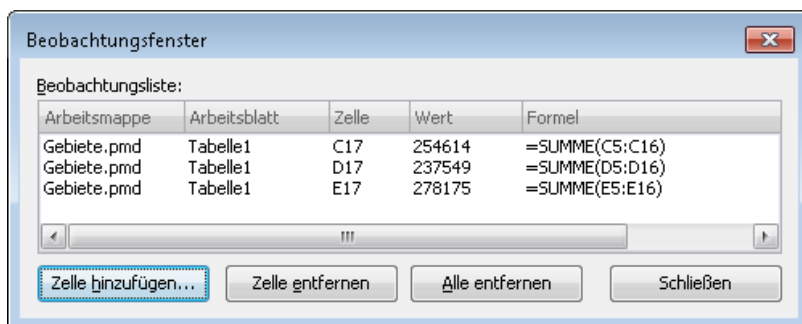 Beobachtungsfenster
Beobachtungsliste:
Arbeitsmappe Arbeitsblatt Zelle Wert Formel
Gebiete.pmd Tabelle1 C17 254614 =SUMME(C5:C16)
Gebiete.pmd Tabelle1 D17 237549 =SUMME(D5:D16)
Gebiete.pmd Tabelle1 E17 278175 =SUMME(E5:E16)
Zelle hinzufügen... Zelle entfernen Alle entfernen Schließen